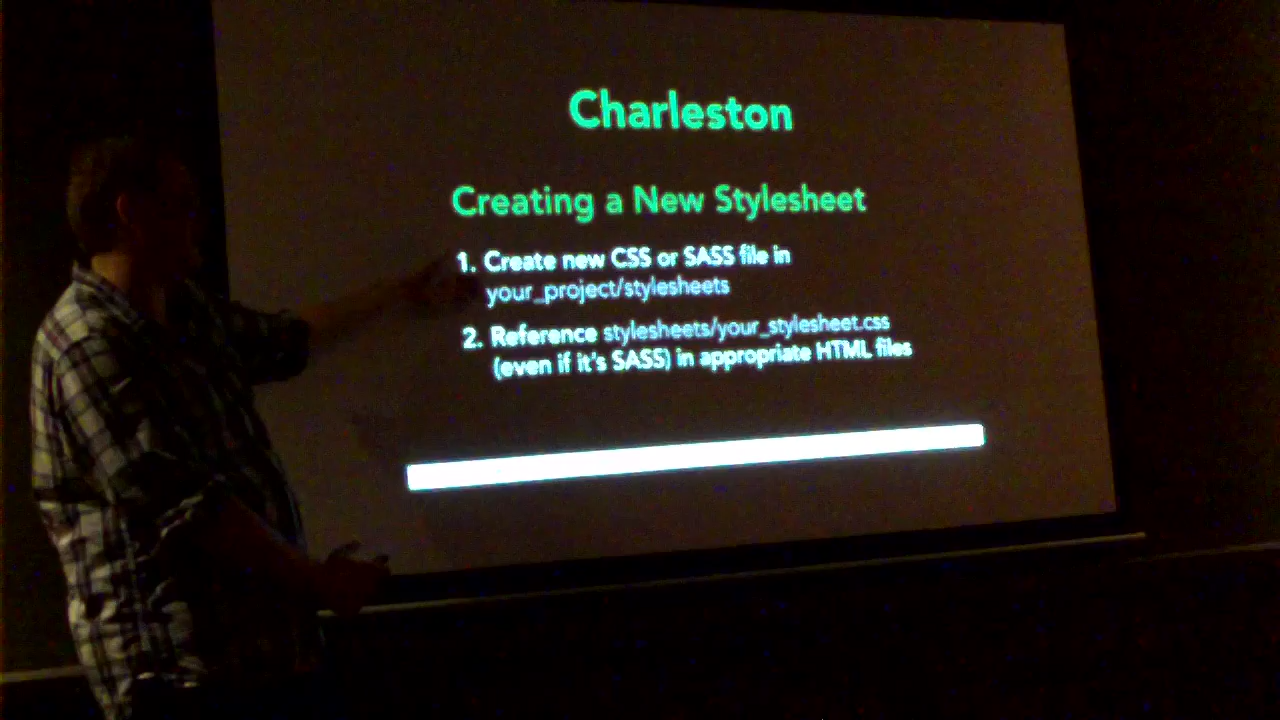 Charleston
Creating a New Stylesheet
1. Create new CSS or SASS file in
your_project/stylesheets
2. Reference stylesheets/your_stylesheet.css
(even if it's SASS) in appropriate HTML files